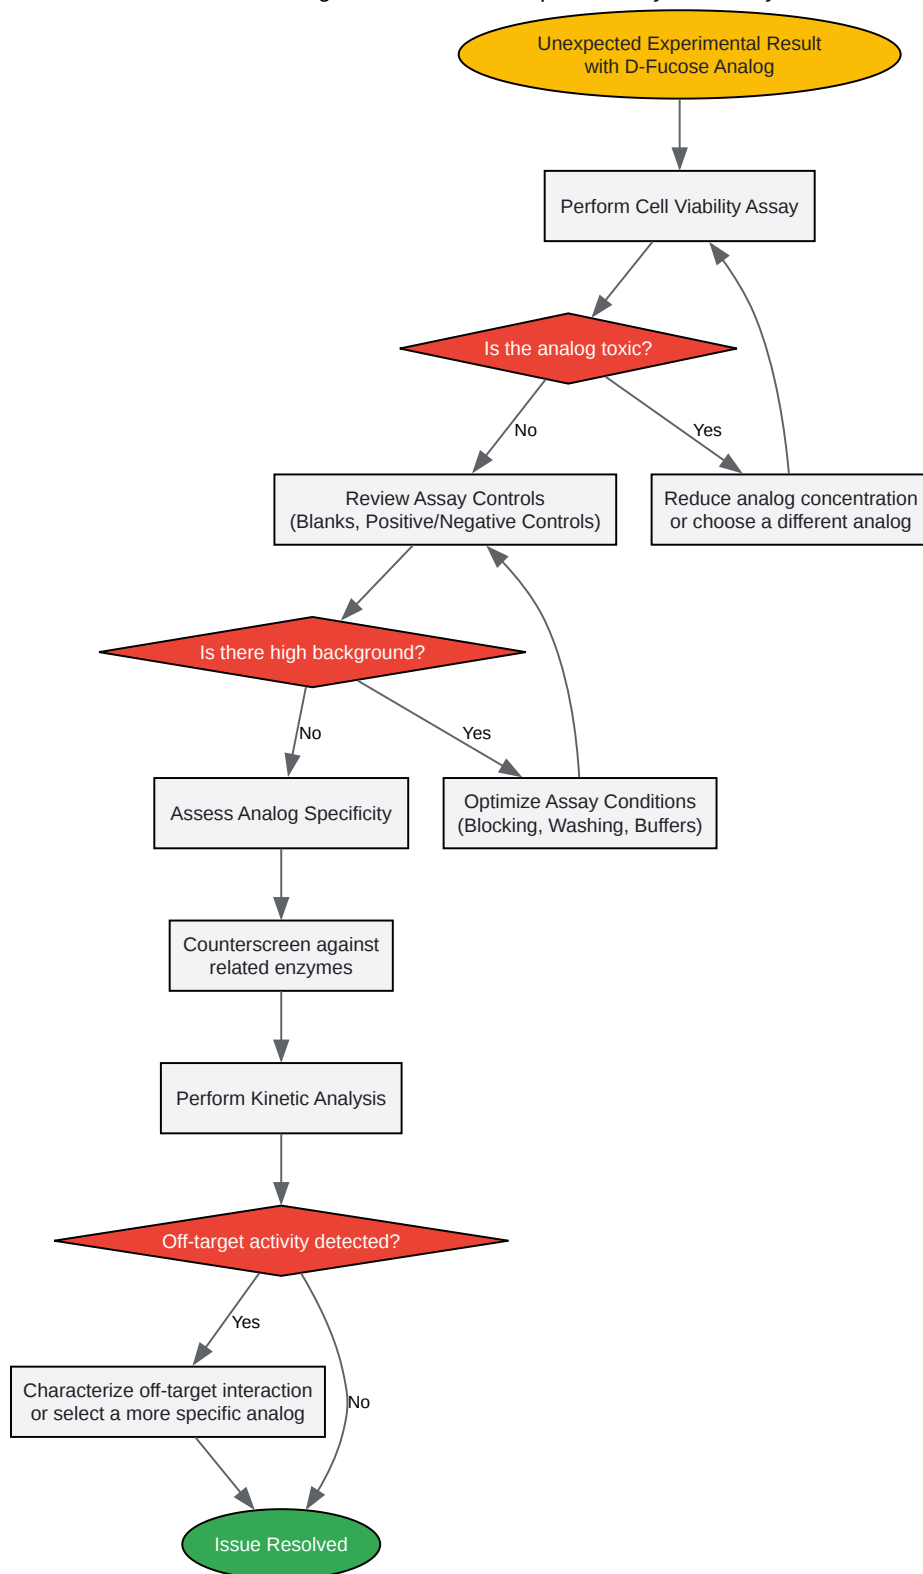 Unexpected Experimental Result
with D-Fucose Analog
Perform Cell Viability Assay
Is the analog toxic?
No
Yes
Review Assay Controls
(Blanks, Positive/Negative Controls)
Reduce analog concentration
or choose a different analog
Is there high background?
No
Yes
Assess Analog Specificity
Optimize Assay Conditions
(Blocking, Washing, Buffers)
Counterscreen against
related enzymes
Perform Kinetic Analysis
Off-target activity detected?
Yes
Characterize off-target interaction
or select a more specific analog
No
Issue Resolved